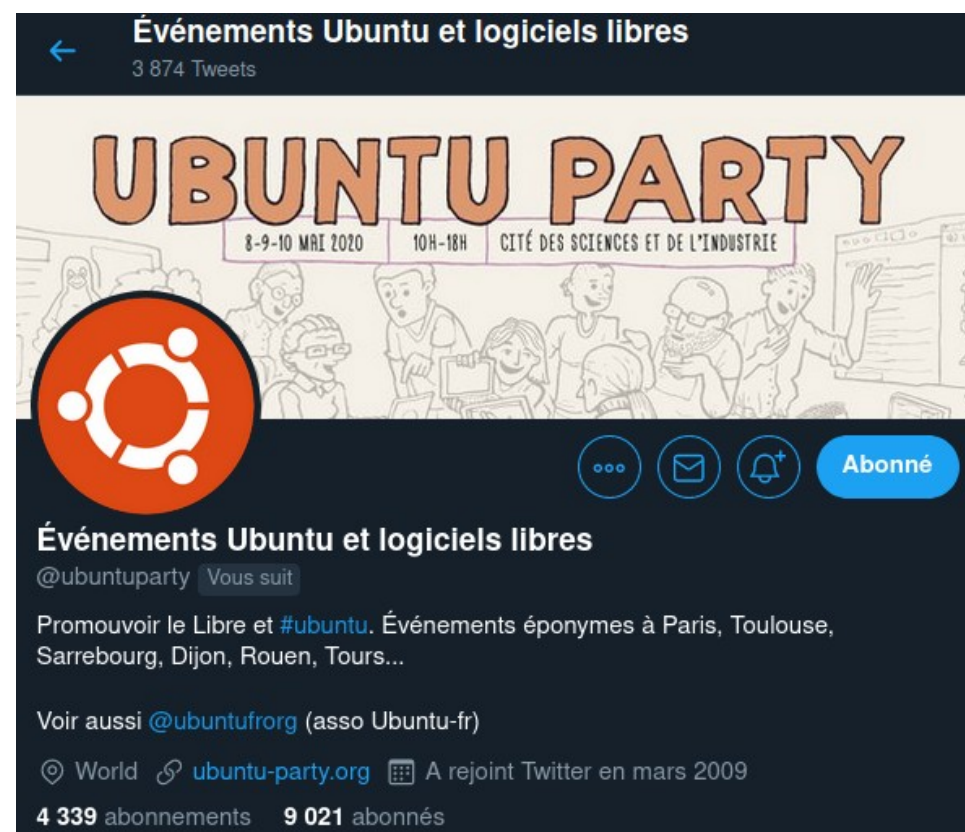 Événements Ubuntu et logiciels libres
3 874 Tweets
UBUNTU PARTY
8-9-10 MAI 2020 10H-18H CITÉ DES SCIENCES ET DE L'INDUSTRIE
Abonné
Événements Ubuntu et logiciels libres
@ubuntuparty Vous suit
Promouvoir le Libre et #ubuntu. Événements éponymes à Paris, Toulouse,
Sarrebourg, Dijon, Rouen, Tours...
Voir aussi @ubuntufrorg (asso Ubuntu-fr)
World ubuntu-party.org A rejoint Twitter en mars 2009
4 339 abonnements 9 021 abonnés